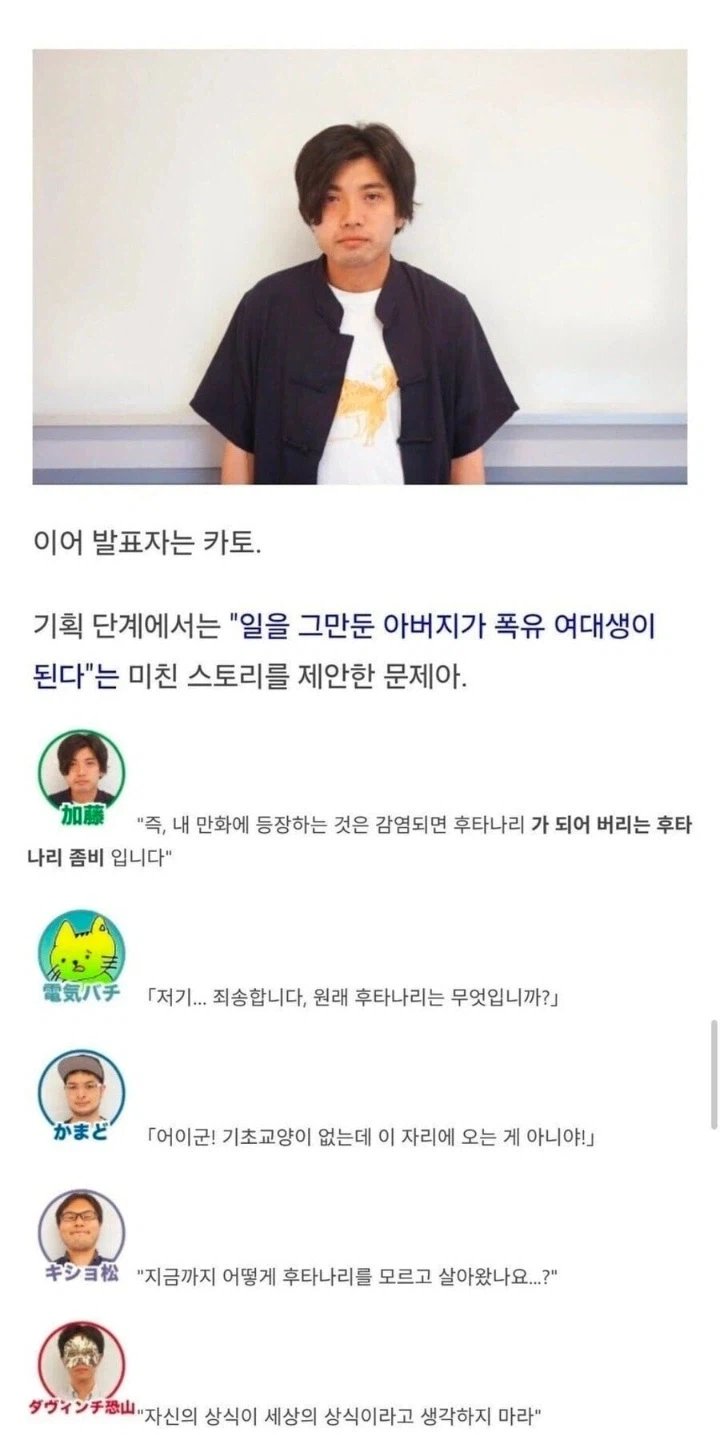 이어 발표자는 카토.
기획 단계에서는 "일을 그만둔 아버지가 폭유 여대생이
된다"는 미친 스토리를 제안한 문제아.
加藤
"즉, 내 만화에 등장하는 것은 감염되면 후타나리 가 되어 버리는 후타
나리 좀비 입니다"
電気バチ
「저기... 죄송합니다, 원래 후타나리는 무엇입니까?」
かまど
「어이군! 기초교양이 없는데 이 자리에 오는 게 아니야!」
キショ松
"지금까지 어떻게 후타나리를 모르고 살아왔나요...?"
ダヴィンチ恐山
"자신의 상식이 세상의 상식이라고 생각하지 마라"